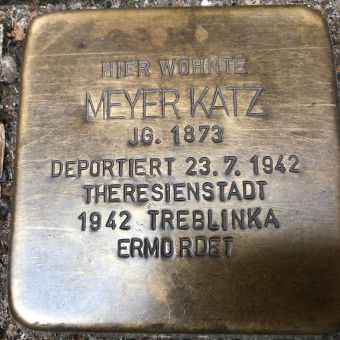 HIER WOHNTE
MEYER KATZ
JG. 1873
DEPORTIERT 23.7.1942
THERESIENSTADT
1942 TREBLINKA
ERMORDET